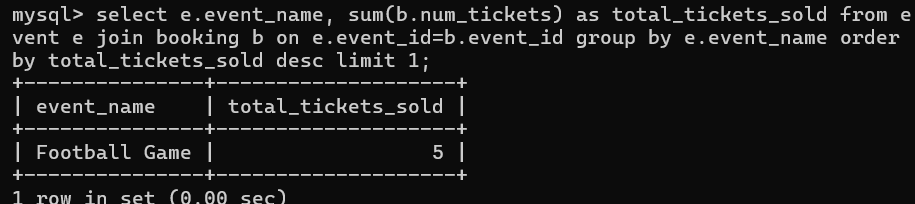 mysql> select e.event_name, sum(b.num_tickets) as total_tickets_sold from e
vent e join booking b on e.event_id=b.event_id group by e.event_name order
by total_tickets_sold desc limit 1;
+---------------+--------------------+
| event_name    | total_tickets_sold |
+---------------+--------------------+
| Football Game |                  5 |
+---------------+--------------------+
1 row in set (0.00 sec)